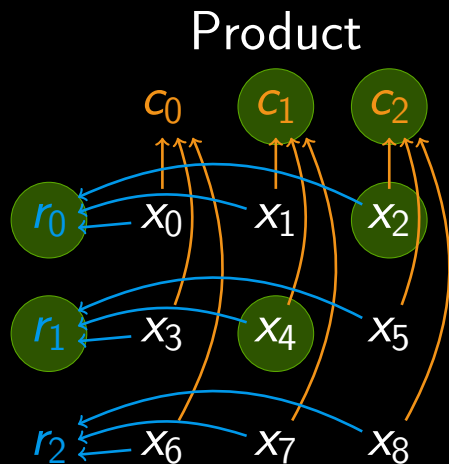 Product
c₀ c₁ c₂
r₀ x₀ x₁ x₂
r₁ x₃ x₄ x₅
r₂ x₆ x₇ x₈